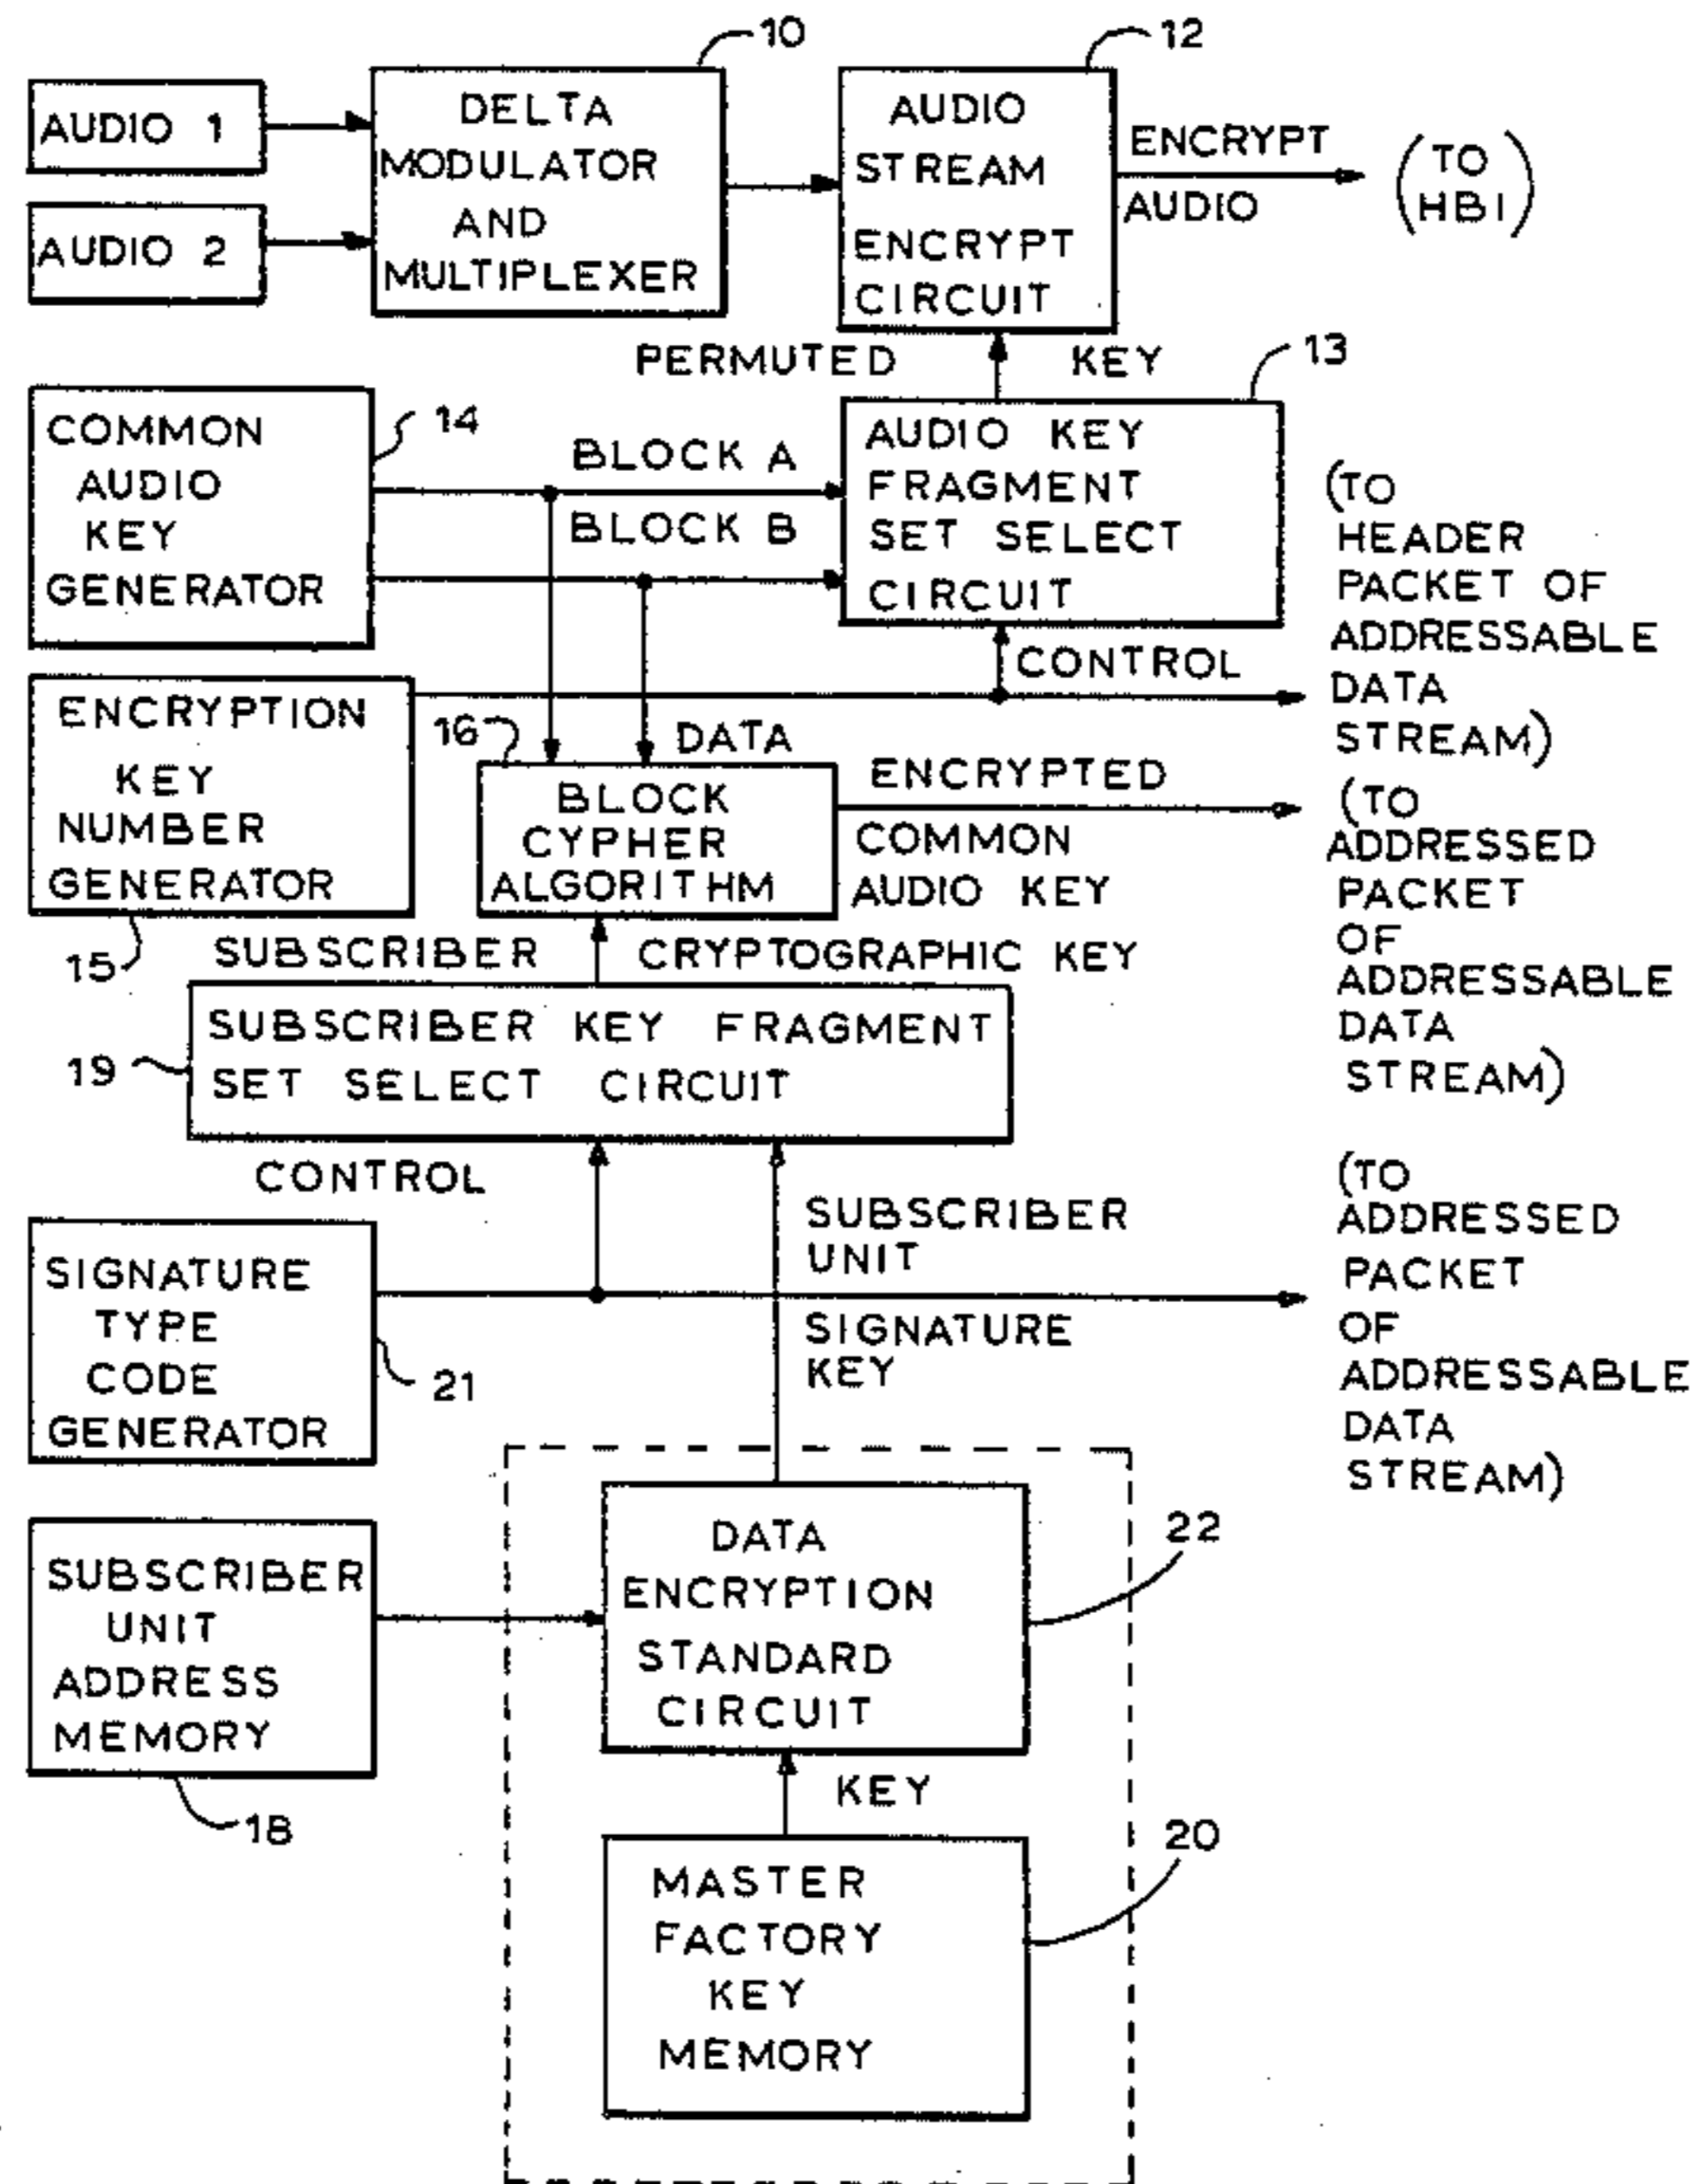 10
12
AUDIO 1
AUDIO 2
DELTA
MODULATOR
AND
MULTIPLEXER
AUDIO
STREAM
ENCRYPT
CIRCUIT
ENCRYPT
AUDIO
(TO
HBI)
PERMUTED KEY
13
COMMON
AUDIO
KEY
GENERATOR
14
BLOCK A
BLOCK B
AUDIO KEY
FRAGMENT
SET SELECT
CIRCUIT
(TO
HEADER
PACKET OF
ADDRESSABLE
DATA
STREAM)
CONTROL
ENCRYPTION
KEY
NUMBER
GENERATOR
15
16
DATA
BLOCK
CYPHER
ALGORITHM
ENCRYPTED
COMMON
AUDIO KEY
(TO
ADDRESSED
PACKET
OF
ADDRESSABLE
DATA
STREAM)
SUBSCRIBER CRYPTOGRAPHIC KEY
SUBSCRIBER KEY FRAGMENT
SET SELECT CIRCUIT
19
CONTROL
SUBSCRIBER
UNIT
SIGNATURE
KEY
(TO
ADDRESSED
PACKET
OF
ADDRESSABLE
DATA
STREAM)
SIGNATURE
TYPE
CODE
GENERATOR
21
SUBSCRIBER
UNIT
ADDRESS
MEMORY
18
DATA
ENCRYPTION
STANDARD
CIRCUIT
22
KEY
MASTER
FACTORY
KEY
MEMORY
20